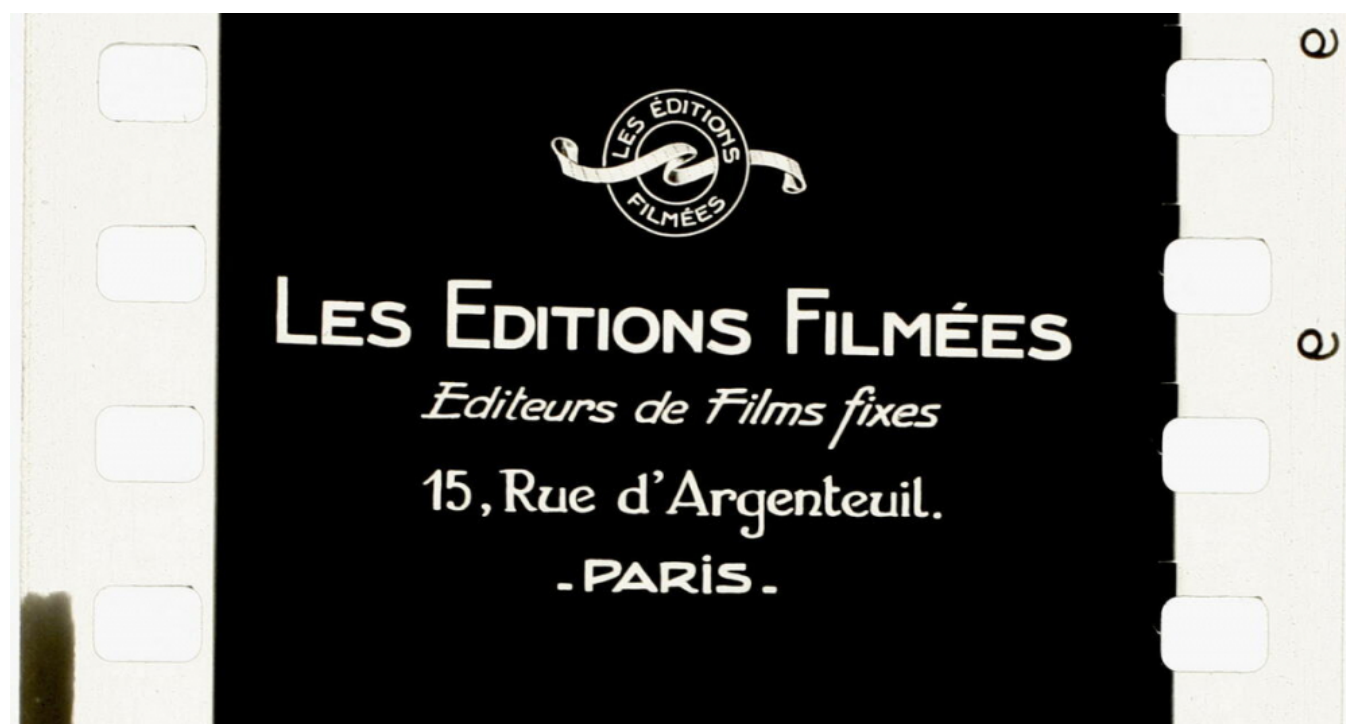 LES ÉDITIONS
FILMÉES
LES EDITIONS FILMÉES
Editeurs de Films fixes
15, Rue d'Argenteuil.
- PARiS -
e
e